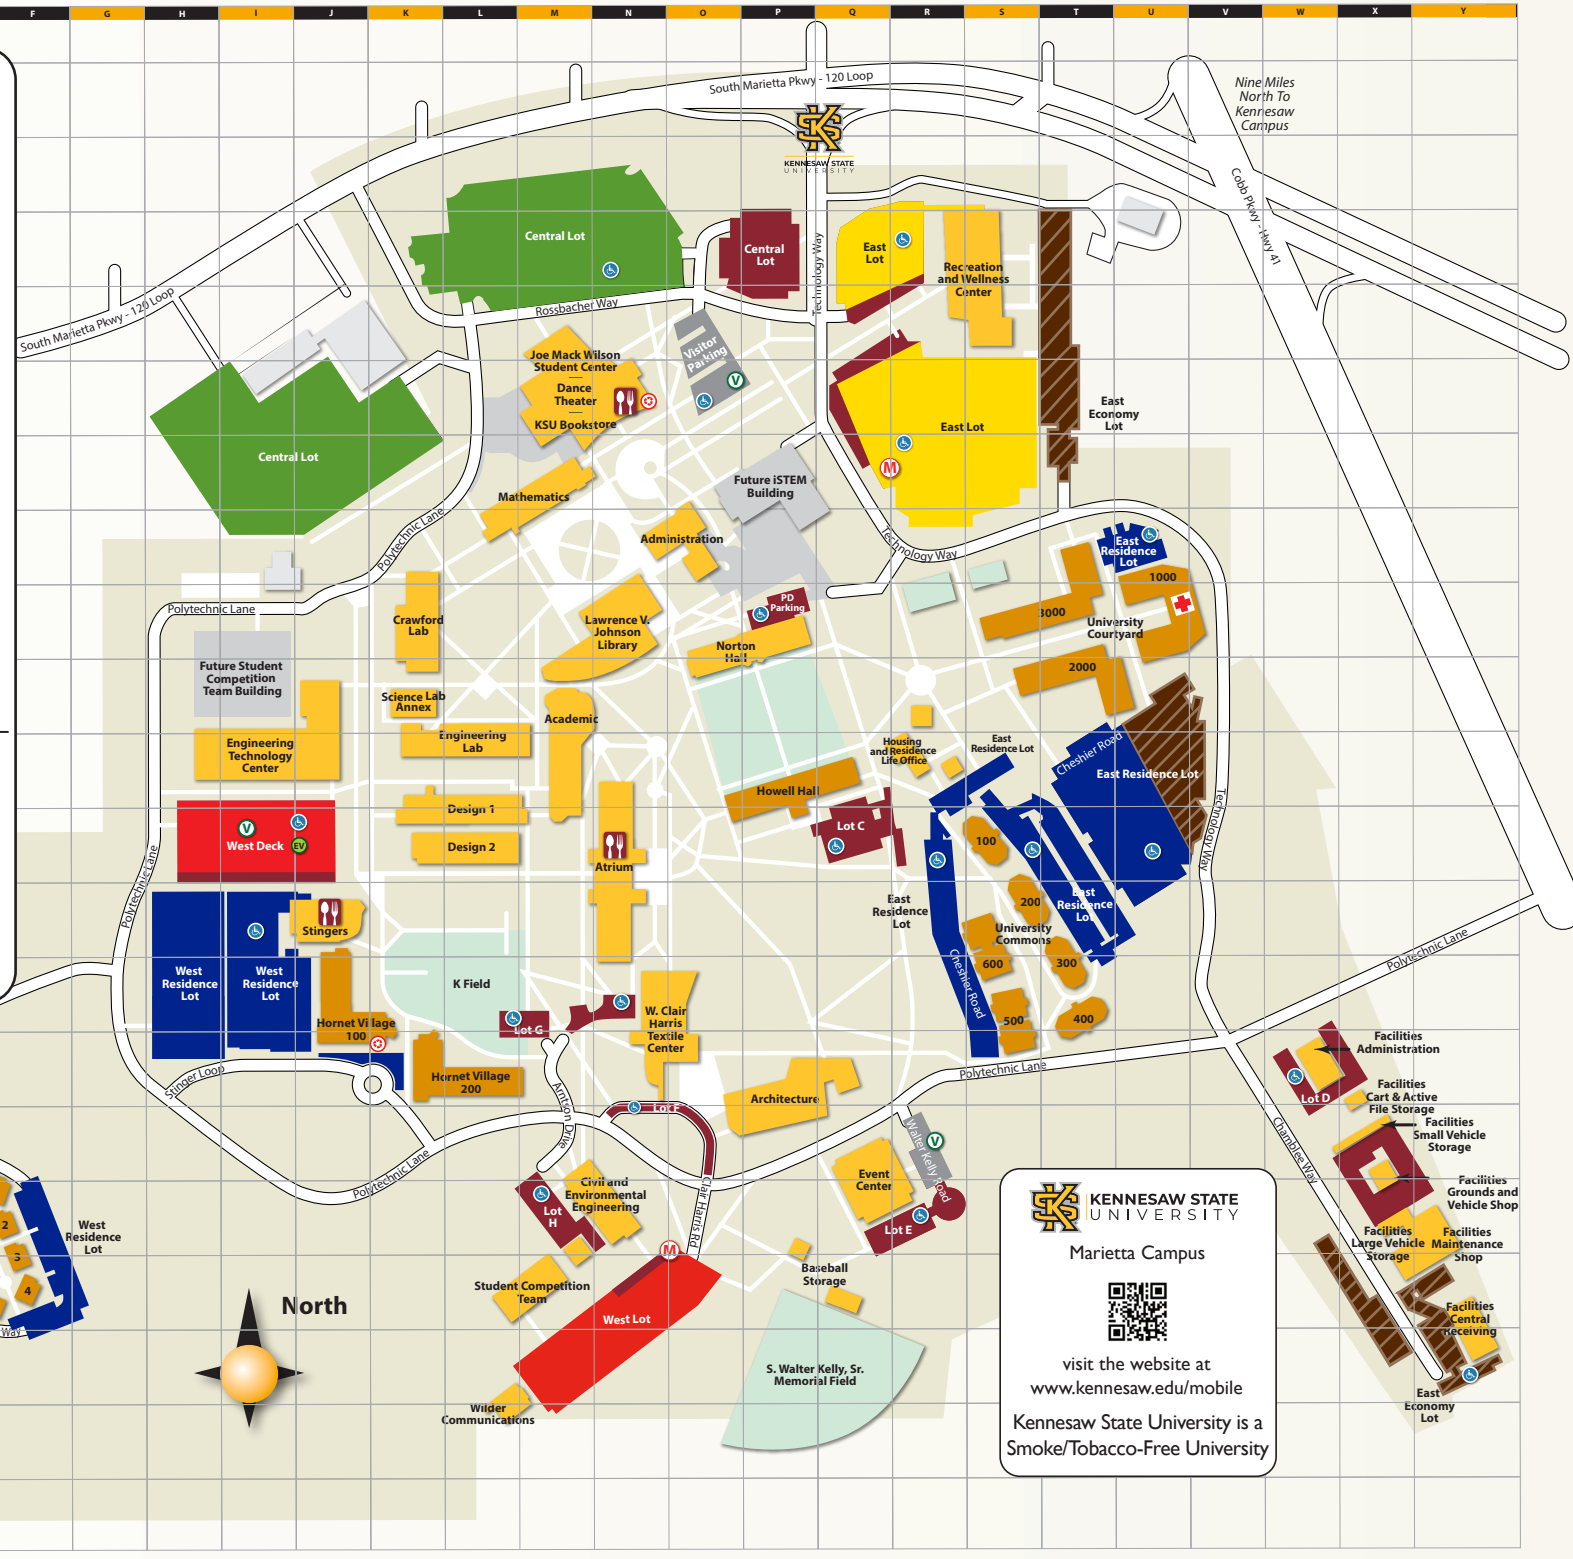 F G H I J K L M N O P Q R S T U V W X Y
South Marietta Pkwy - 120 Loop
Nine Miles
North To
Kennesaw
Campus
KS
KENNESAW STATE
UNIVERSITY
Cobb Pkwy - Hwy 41
Central Lot
Central
Lot
Technology Way
East
Lot
Recreation
and Wellness
Center
South Marietta Pkwy - 120 Loop
Rossbacher Way
Visitor
Parking
V
Joe Mack Wilson
Student Center
Dance
Theater
KSU Bookstore
East
Economy
Lot
East Lot
M
Central Lot
Mathematics
Future iSTEM
Building
Polytechnic Lane
Administration
Technology Way
East
Residence
Lot
1000
3000
University
Courtyard
2000
PD
Parking
Polytechnic Lane
Crawford
Lab
Lawrence V.
Johnson
Library
Norton
Hall
Future Student
Competition
Team Building
Science Lab
Annex
Academic
Engineering
Technology
Center
Engineering
Lab
Housing
and Residence
Life Office
East
Residence Lot
Cheshier Road
East Residence Lot
Howell Hall
Design 1
Lot C
V
West Deck
EV
Design 2
100
Technology Way
Atrium
Polytechnic Lane
Stingers
East
Residence
Lot
200
East
Residence
Lot
University
Commons
300
600
Polytechnic Lane
West
Residence
Lot
West
Residence
Lot
K Field
Cheshier Road
Hornet Village
100
Lot G
W. Clair
Harris
Textile
Center
500
400
Facilities
Administration
Polytechnic Lane
Stinger Loop
Hornet Village
200
Lot D
Facilities
Cart & Active
File Storage
Architecture
Lot F
Facilities
Small Vehicle
Storage
Chamblee Way
Walter Kelly Road
V
Polytechnic Lane
Civil and
Environmental
Engineering
Event
Center
Facilities
Grounds and
Vehicle Shop
Lot
H
Clair Harris Rd
Lot E
West
Residence
Lot
2
3
4
Way
M
Facilities
Large Vehicle
Storage
Facilities
Maintenance
Shop
KS
KENNESAW STATE
UNIVERSITY
Marietta Campus
visit the website at
www.kennesaw.edu/mobile
Kennesaw State University is a
Smoke/Tobacco-Free University
Baseball
Storage
Student Competition
Team
North
West Lot
Facilities
Central
Receiving
S. Walter Kelly, Sr.
Memorial Field
Wilder
Communications
East
Economy
Lot